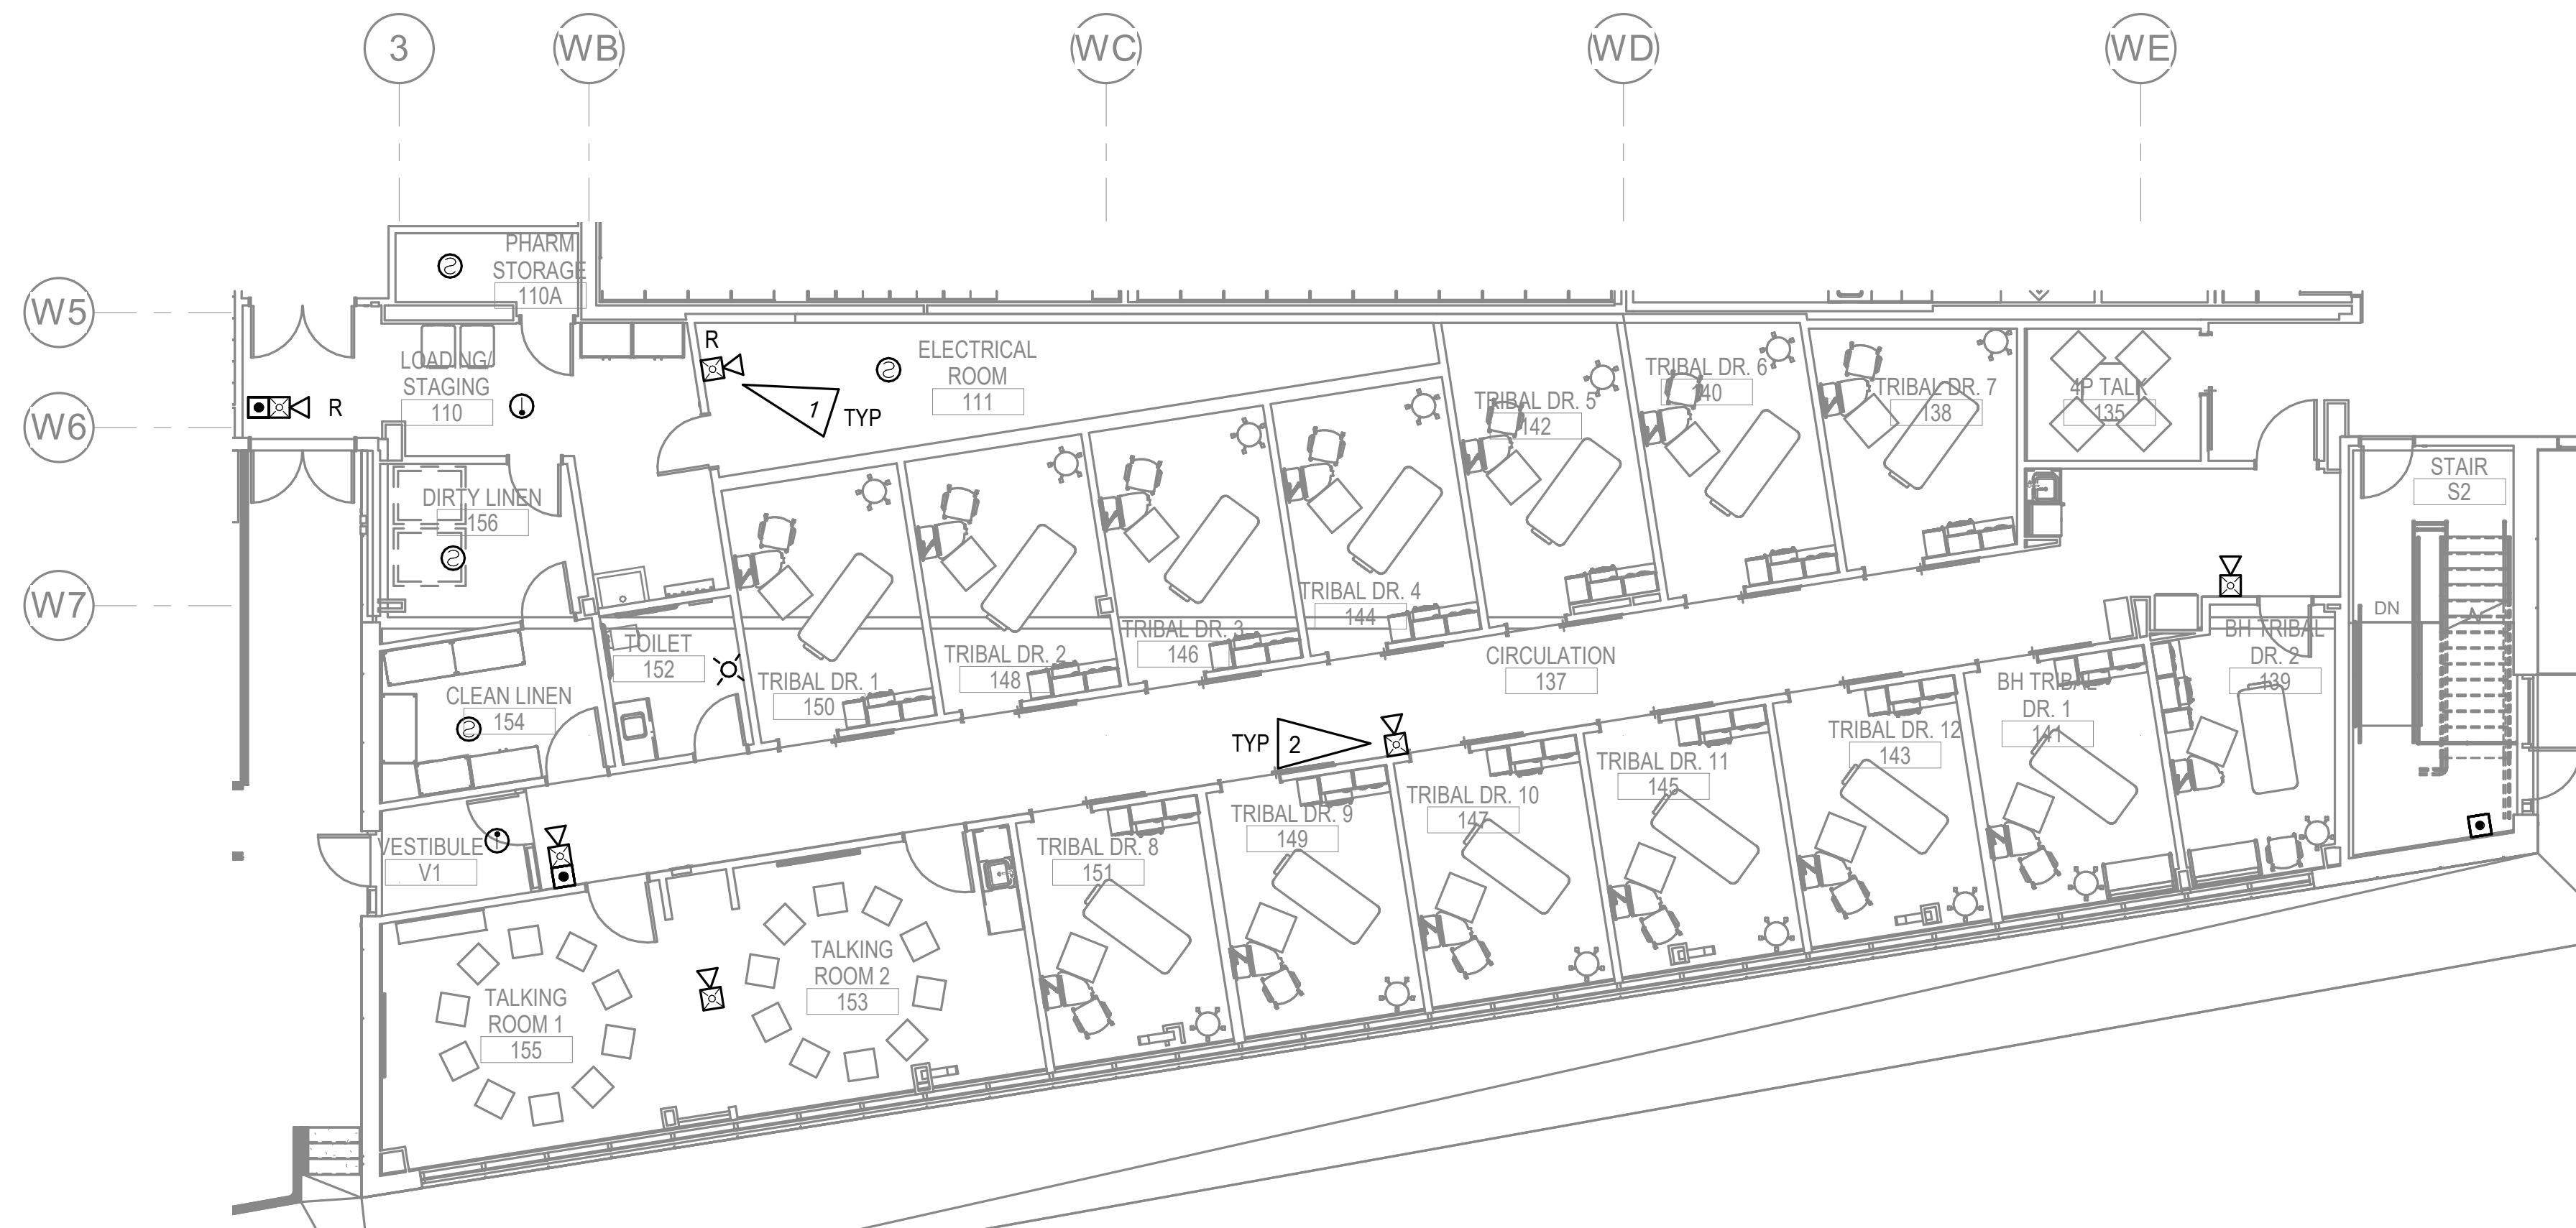 3
WB
WC
WD
WE
W5
W6
W7
PHARM
STORAGE
110A
LOADING/
STAGING
110
R
R
1
TYP
ELECTRICAL
ROOM
111
TRIBAL DR. 5
142
TRIBAL DR. 6
140
TRIBAL DR. 7
138
4P TALK
135
STAIR
S2
DN
DIRTY LINEN
156
TRIBAL DR. 4
144
TRIBAL DR. 3
146
TRIBAL DR. 2
148
TRIBAL DR. 1
150
TOILET
152
CLEAN LINEN
154
CIRCULATION
137
BH TRIBAL
DR. 2
139
BH TRIBAL
DR. 1
141
TRIBAL DR. 12
143
TRIBAL DR. 11
145
TYP
2
TRIBAL DR. 10
147
TRIBAL DR. 9
149
TRIBAL DR. 8
151
VESTIBULE
V1
TALKING
ROOM 2
153
TALKING
ROOM 1
155